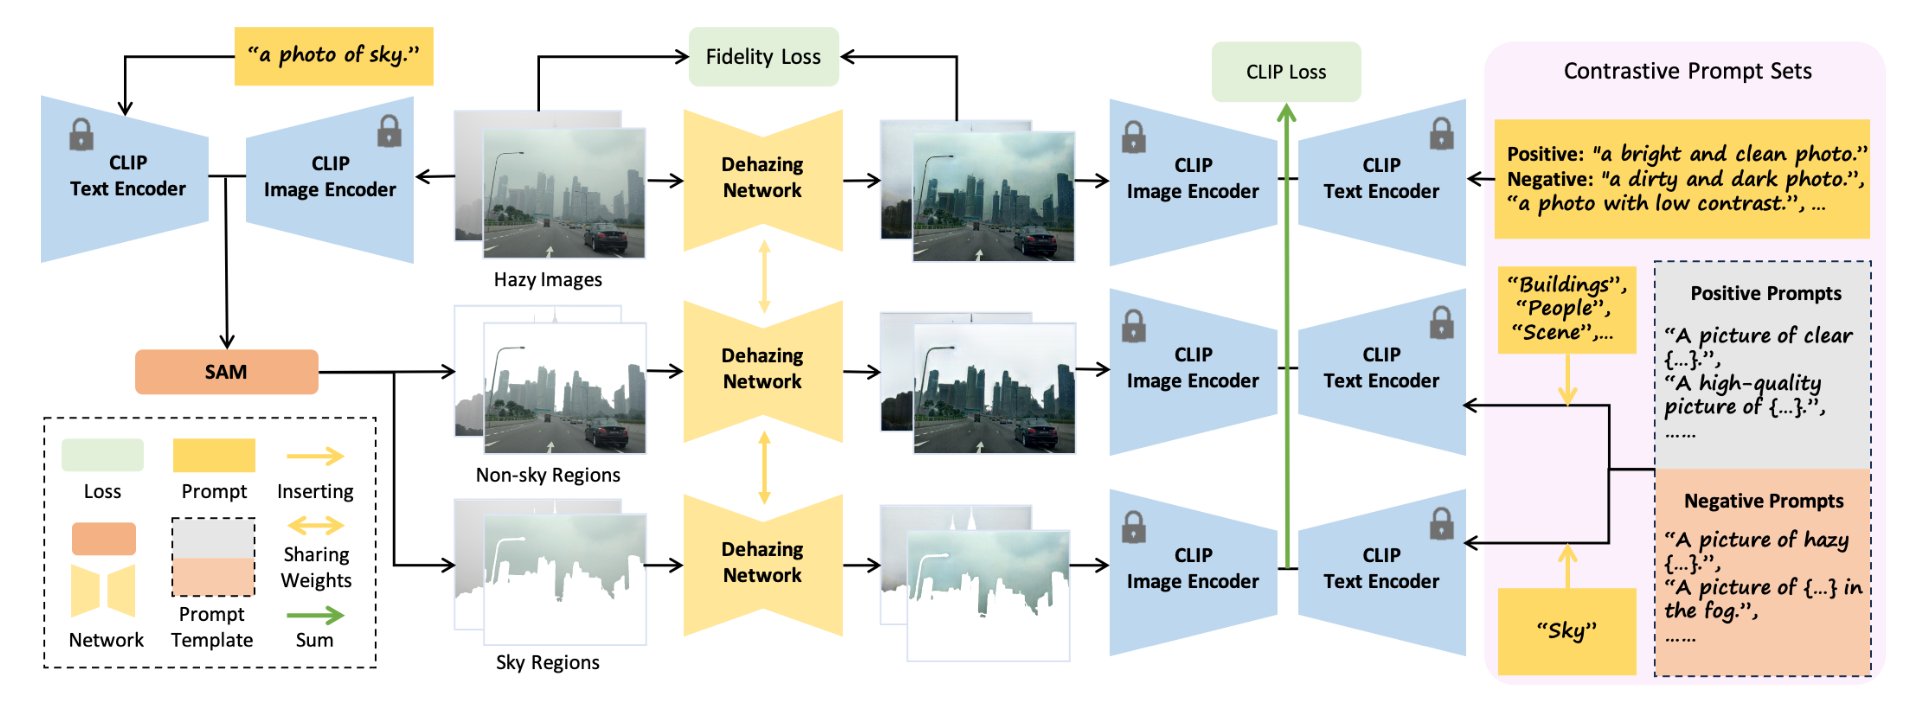 “a photo of sky.”
CLIP
Text Encoder
CLIP
Image Encoder
SAM
Loss
Prompt
Inserting
Sharing
Weights
Network
Prompt
Template
Sum
Fidelity Loss
Hazy Images
Non-sky Regions
Sky Regions
Dehazing
Network
Dehazing
Network
Dehazing
Network
CLIP Loss
CLIP
Image Encoder
CLIP
Text Encoder
CLIP
Image Encoder
CLIP
Text Encoder
CLIP
Image Encoder
CLIP
Text Encoder
Contrastive Prompt Sets
Positive: "a bright and clean photo.”
Negative: "a dirty and dark photo.”,
“a photo with low contrast.”, ...
“Buildings”,
“People”,
“Scene”,...
“Sky”
Positive Prompts
“A picture of clear
{...}.”,
“A high-quality
picture of {...}.”,
......
Negative Prompts
“A picture of hazy
{...}.”,
“A picture of {...} in
the fog.”,
......